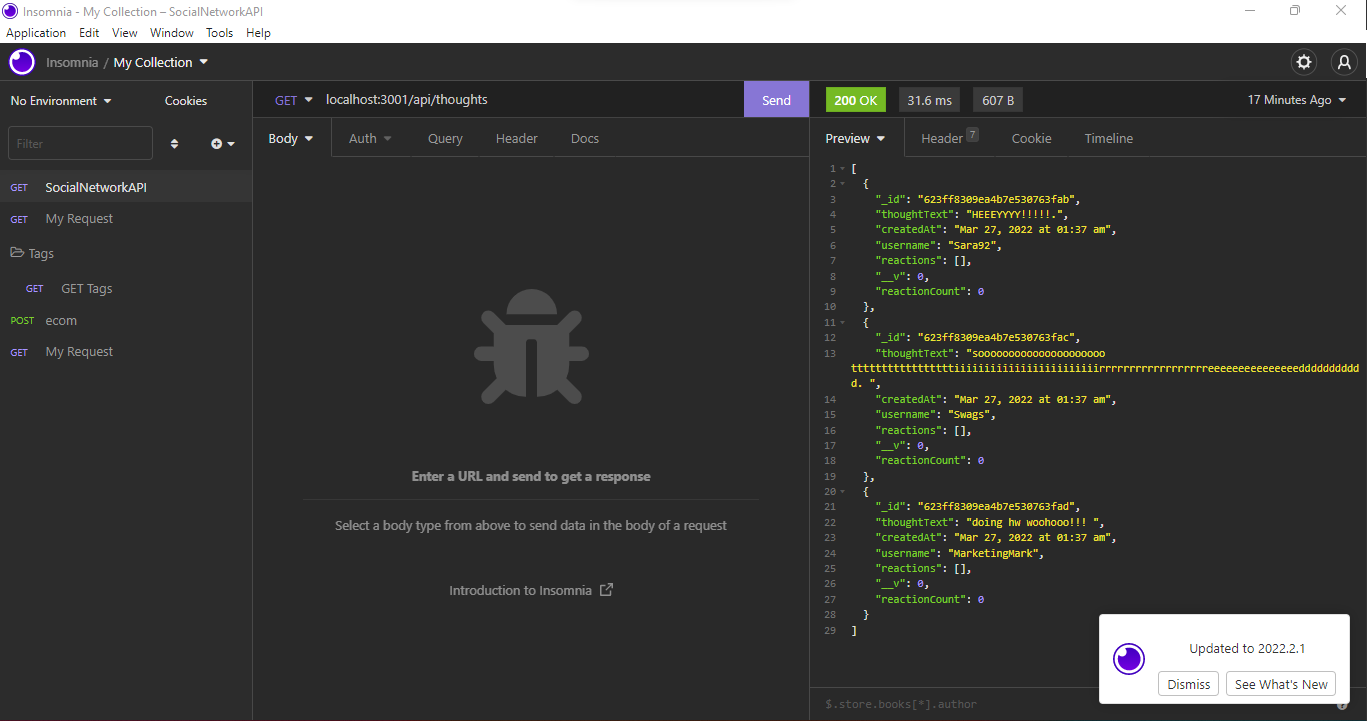 Insomnia - My Collection – SocialNetworkAPI
Application Edit View Window Tools Help
Insomnia / My Collection
No Environment Cookies
GET localhost:3001/api/thoughts Send
200 OK 31.6 ms 607 B 17 Minutes Ago
Filter
Body Auth Query Header Docs
Preview Header 7 Cookie Timeline
GET SocialNetworkAPI
GET My Request
Tags
GET GET Tags
POST ecom
GET My Request
Enter a URL and send to get a response
Select a body type from above to send data in the body of a request
Introduction to Insomnia
1 [
2 {
3 "_id": "623ff8309ea4b7e530763fab",
4 "thoughtText": "HEEEYYYY!!!!!.",
5 "createdAt": "Mar 27, 2022 at 01:37 am",
6 "username": "Sara92",
7 "reactions": [],
8 "__v": 0,
9 "reactionCount": 0
10 },
11 {
12 "_id": "623ff8309ea4b7e530763fac",
13 "thoughtText": "sooooooooooooooooooooo
tttttttttttttttttiiiiiiiiiiiiiiiiiiiiiiiirrrrrrrrrrrrrrrrrreeeeeeeeeeeeeeedddddddddd
d. ",
14 "createdAt": "Mar 27, 2022 at 01:37 am",
15 "username": "Swags",
16 "reactions": [],
17 "__v": 0,
18 "reactionCount": 0
19 },
20 {
21 "_id": "623ff8309ea4b7e530763fad",
22 "thoughtText": "doing hw woohooo!!! ",
23 "createdAt": "Mar 27, 2022 at 01:37 am",
24 "username": "MarketingMark",
25 "reactions": [],
26 "__v": 0,
27 "reactionCount": 0
28 }
29 ]
$.store.books[*].author
Updated to 2022.2.1
Dismiss See What's New